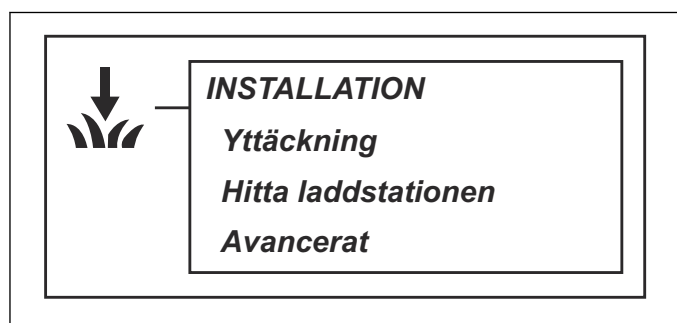 INSTALLATION
Yttäckning
Hitta laddstationen
Avancerat